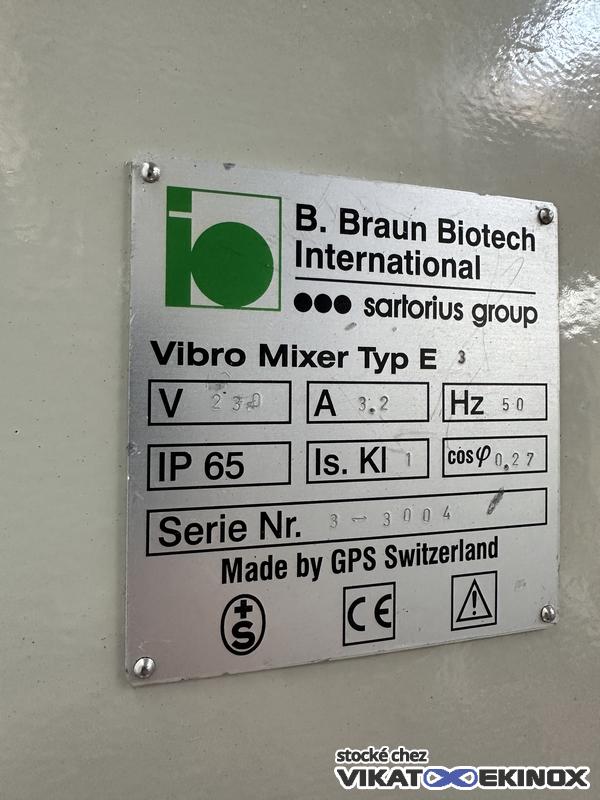 B. Braun Biotech
International
sartorius group
Vibro Mixer Typ E 3
V 230
A 3.2
Hz 50
IP 65
Is. Kl 1
cosφ 0.27
Serie Nr. 3-3004
Made by GPS Switzerland
+S
CE
stocké chez
VIKAT EKINOX